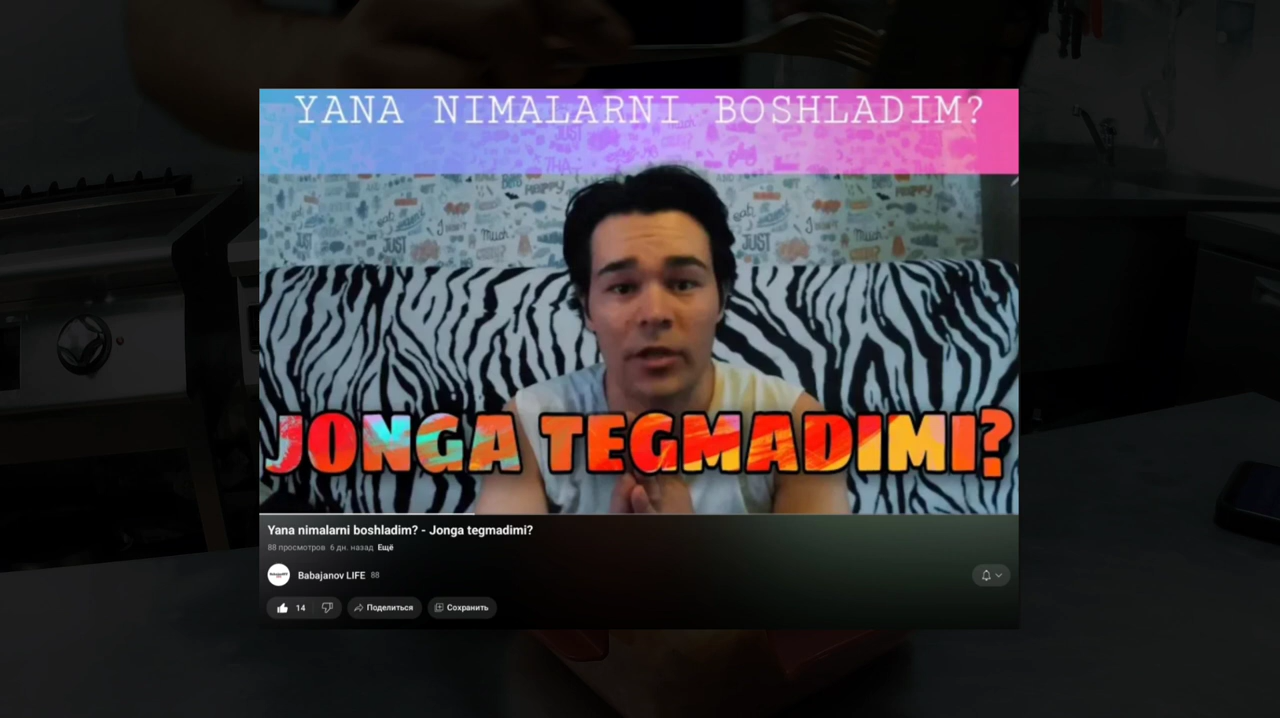 YANA NIMALARNI BOSHLADIM?
JONGA TEGMADIMI?
Yana nimalarni boshladim? - Jonga tegmadimi?
88 просмотров 6 дн. назад Ещё
Babajanov LIFE 88
14 Поделиться Сохранить